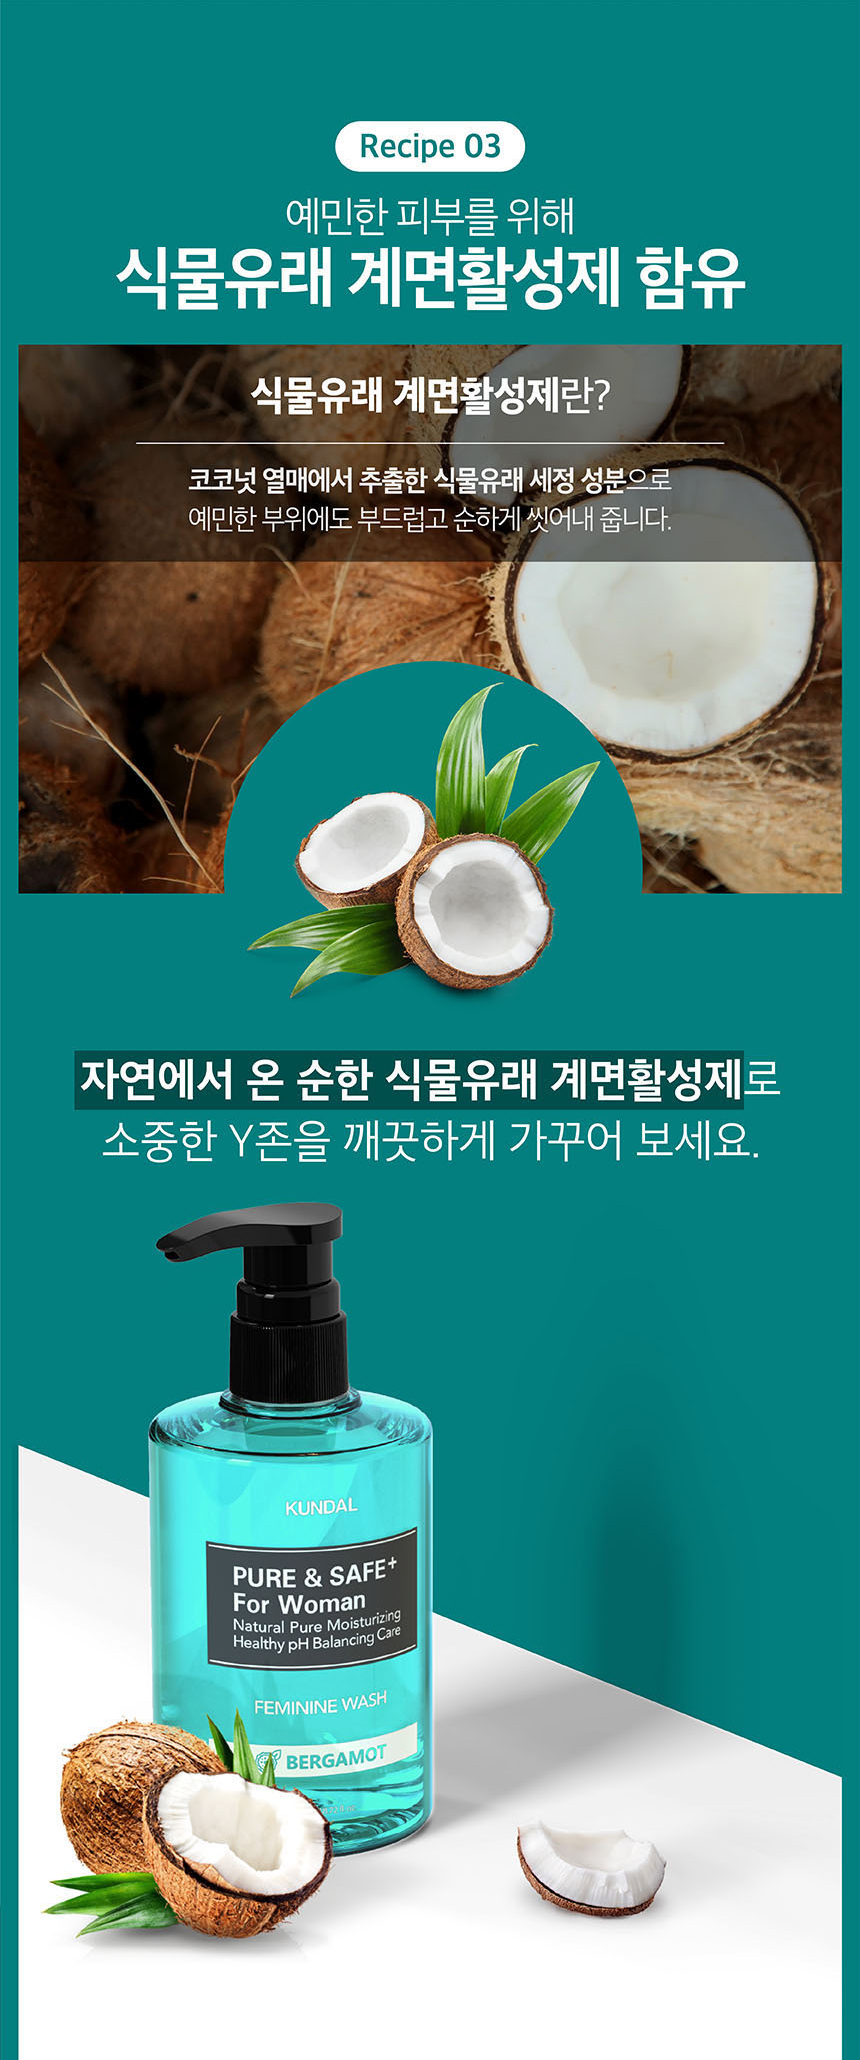 Recipe 03
예민한 피부를 위해
식물유래 계면활성제 함유
식물유래 계면활성제란?
코코넛 열매에서 추출한 식물유래 세정 성분으로
예민한 부위에도 부드럽고 순하게 씻어내 줍니다.
자연에서 온 순한 식물유래 계면활성제로
소중한 Y존을 깨끗하게 가꾸어 보세요.
KUNDAL
PURE & SAFE+
For Woman
Natural Pure Moisturizing
Healthy pH Balancing Care
FEMININE WASH
BERGAMOT